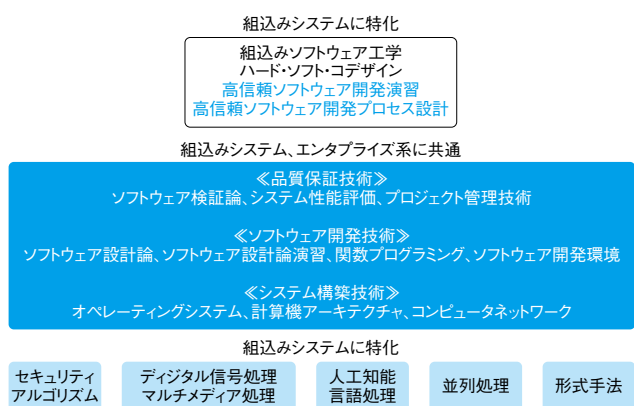 組込みシステムに特化
組込みソフトウェア工学
ハード・ソフト・コデザイン
高信頼ソフトウェア開発演習
高信頼ソフトウェア開発プロセス設計
組込みシステム、エンタプライズ系に共通
≪品質保証技術≫
ソフトウェア検証論、システム性能評価、プロジェクト管理技術
≪ソフトウェア開発技術≫
ソフトウェア設計論、ソフトウェア設計論演習、関数プログラミング、ソフトウェア開発環境
≪システム構築技術≫
オペレーティングシステム、計算機アーキテクチャ、コンピュータネットワーク
組込みシステムに特化
セキュリティ
アルゴリズム
ディジタル信号処理
マルチメディア処理
人工知能
言語処理
並列処理
形式手法